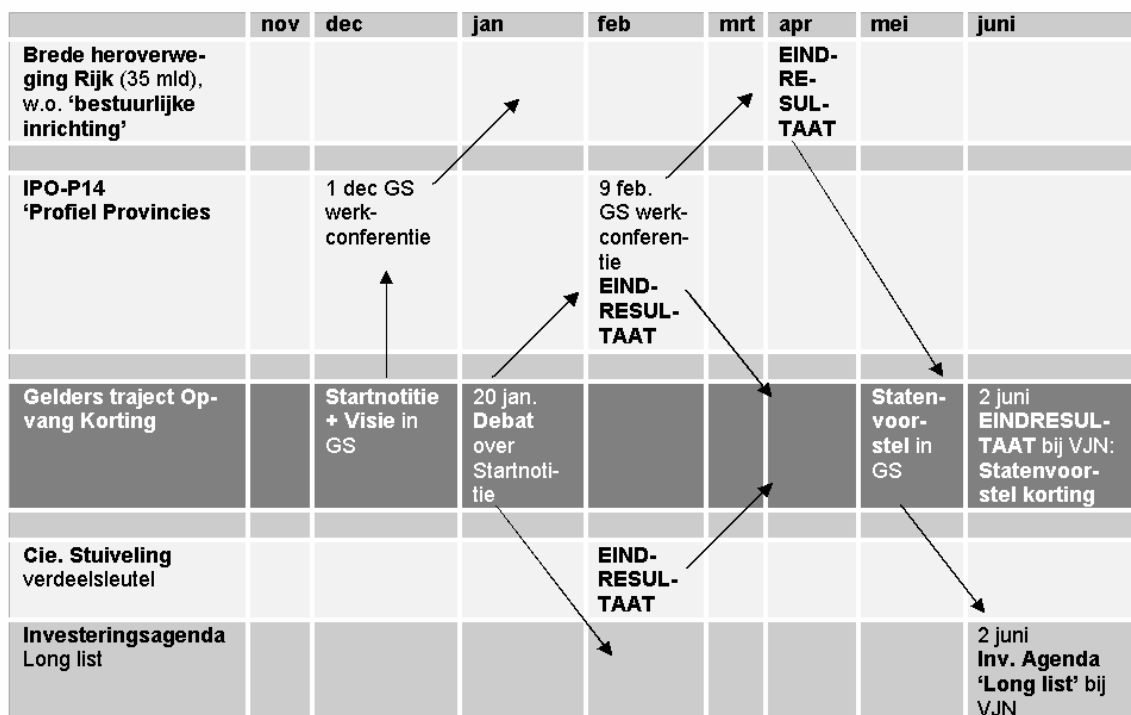 nov dec jan feb mrt apr mei juni
Brede heroverwe-
ging Rijk (35 mld),
w.o. ‘bestuurlijke
inrichting’
EIND-
RE-
SUL-
TAAT
IPO-P14
‘Profiel Provincies
1 dec GS
werk-
conferentie
9 feb.
GS werk-
conferen-
tie
EIND-
RESUL-
TAAT
Gelders traject Op-
vang Korting
Startnotitie
+ Visie in
GS
20 jan.
Debat
over
Startnoti-
tie
Staten-
voor-
stel in
GS
2 juni
EINDRESUL-
TAAT bij VJN:
Statenvoor-
stel korting
Cie. Stuiveling
verdeelsleutel
EIND-
RESUL-
TAAT
Investeringsagenda
Long list
2 juni
Inv. Agenda
‘Long list’ bij
VJN